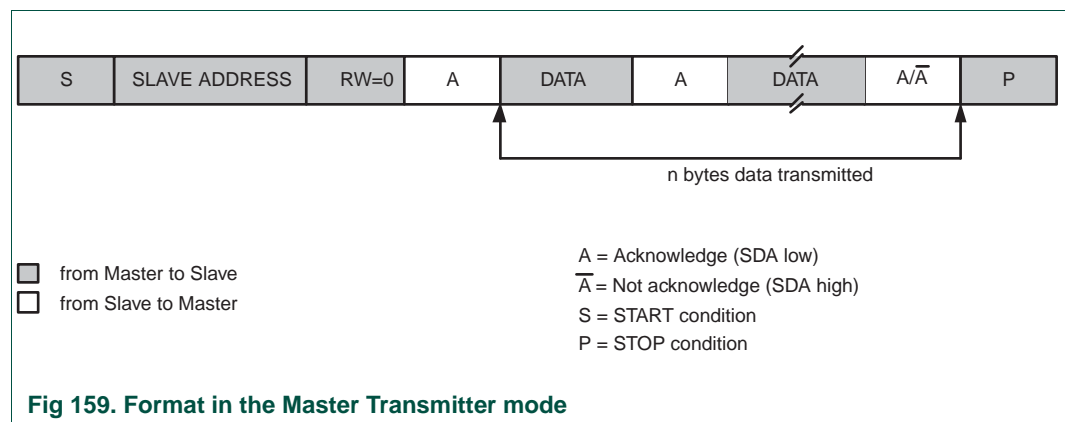 S SLAVE ADDRESS RW=0 A DATA A DATA A/A̅ P
n bytes data transmitted
from Master to Slave
from Slave to Master
A = Acknowledge (SDA low)
A̅ = Not acknowledge (SDA high)
S = START condition
P = STOP condition
Fig 159. Format in the Master Transmitter mode